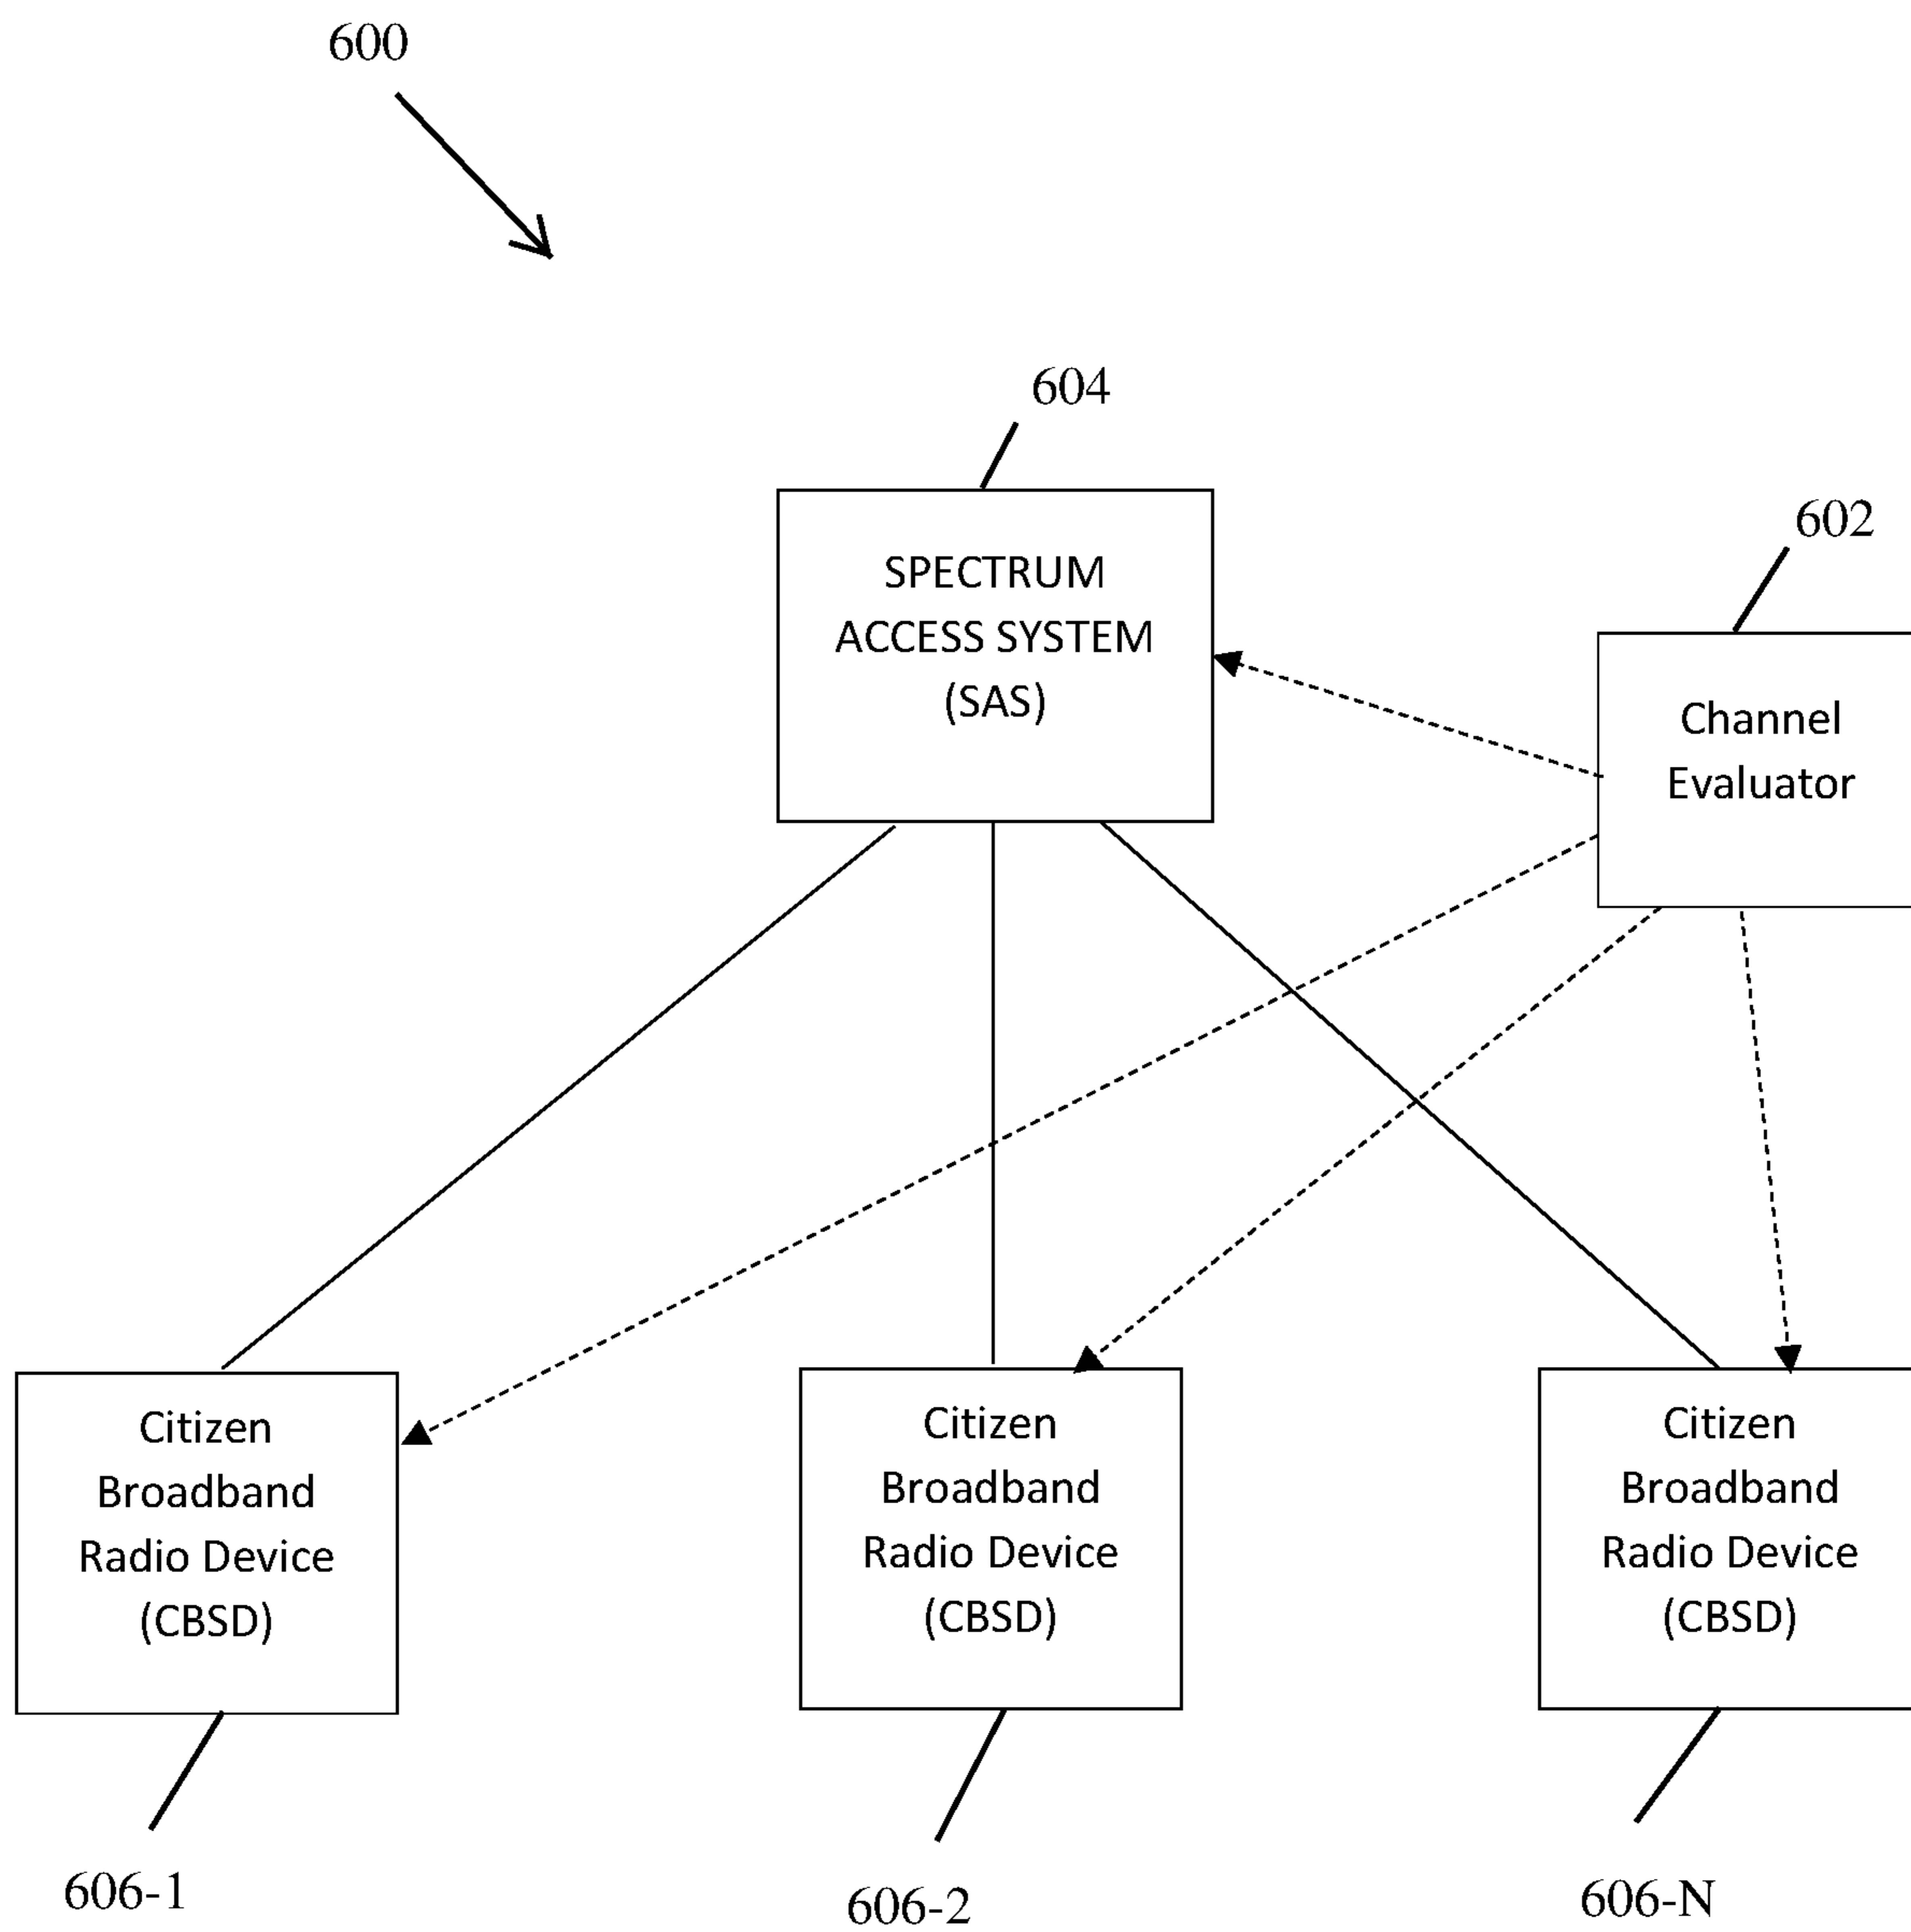 600
604
602
SPECTRUM
ACCESS SYSTEM
(SAS)
Channel
Evaluator
Citizen
Broadband
Radio Device
(CBSD)
Citizen
Broadband
Radio Device
(CBSD)
Citizen
Broadband
Radio Device
(CBSD)
606-1
606-2
606-N